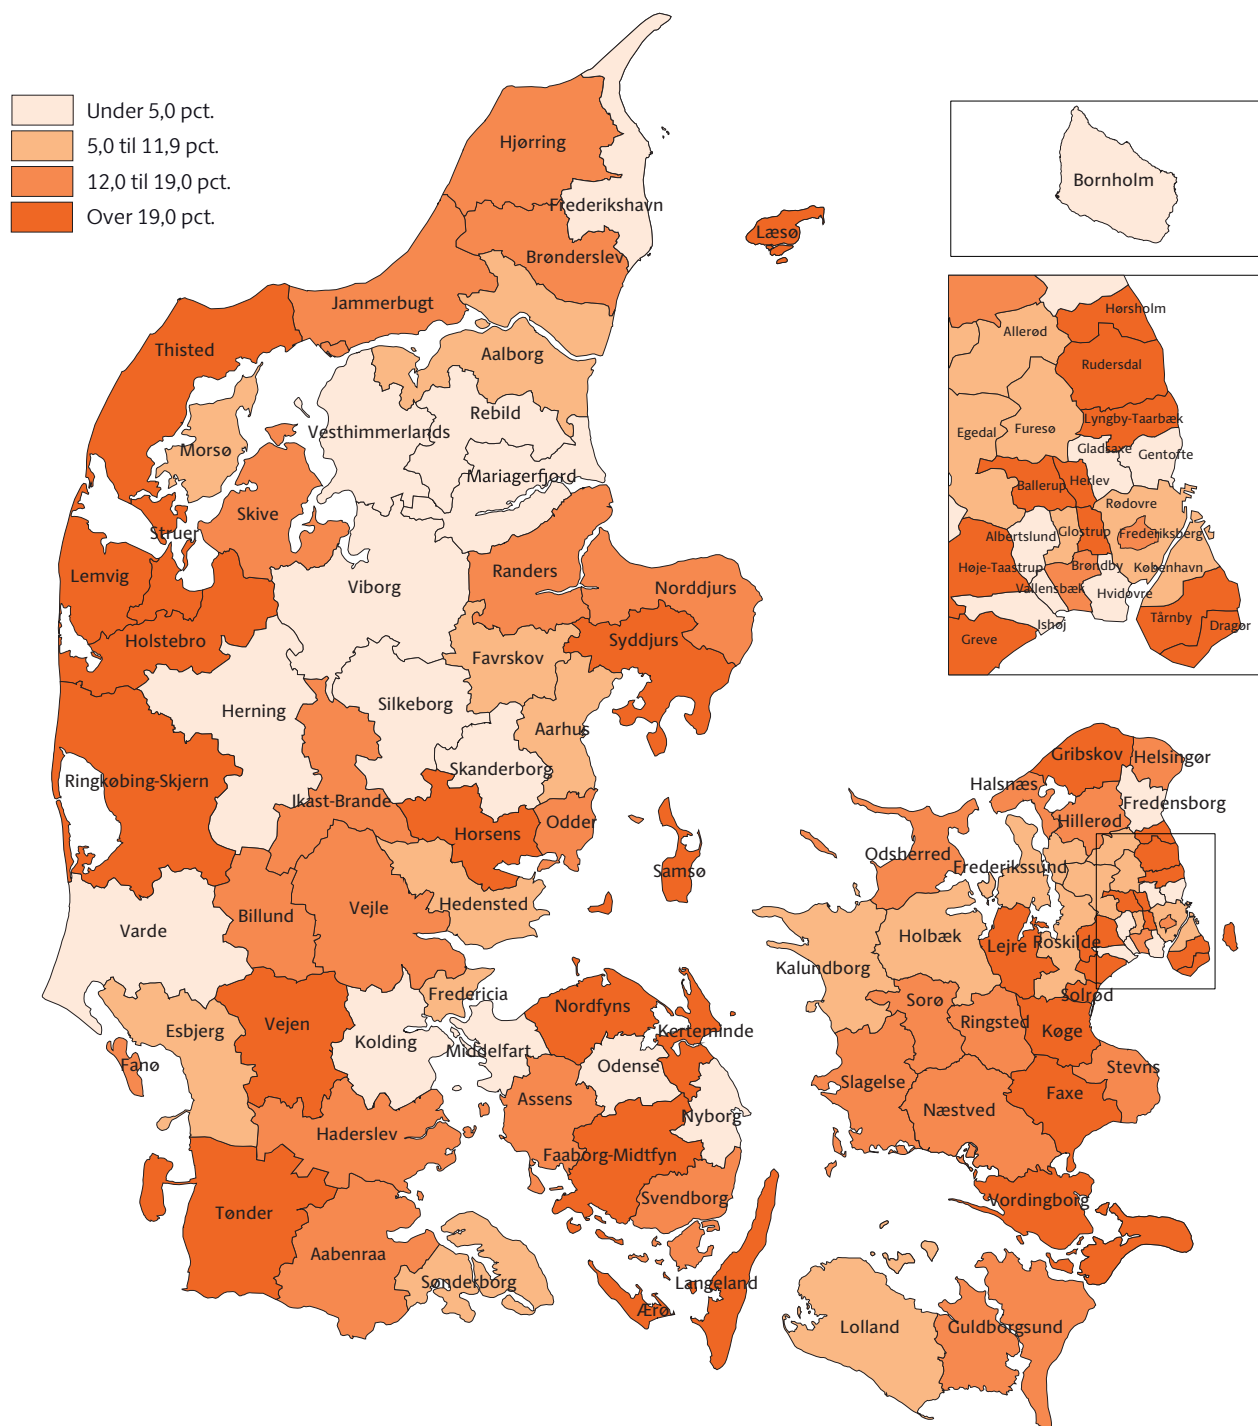 Under 5,0 pct.
5,0 til 11,9 pct.
12,0 til 19,0 pct.
Over 19,0 pct.
Hjørring
Frederikshavn
Brønderslev
Læsø
Jammerbugt
Thisted
Aalborg
Rebild
Vesthimmerlands
Morsø
Mariagerfjord
Skive
Struer
Lemvig
Viborg
Randers
Norddjurs
Holstebro
Favrskov
Syddjurs
Herning
Silkeborg
Aarhus
Skanderborg
Ringkøbing-Skjern
Ikast-Brande
Horsens
Odder
Samsø
Hedensted
Billund
Vejle
Varde
Fredericia
Esbjerg
Vejen
Kolding
Middelfart
Fanø
Nordfyns
Kerteminde
Odense
Assens
Nyborg
Haderslev
Faaborg-Midtfyn
Svendborg
Tønder
Aabenraa
Sønderborg
Langeland
Ærø
Bornholm
Hørsholm
Allerød
Rudersdal
Lyngby-Taarbæk
Egedal
Furesø
Gladsaxe
Gentofte
Ballerup
Herlev
Rødovre
Albertslund
Glostrup
Frederiksberg
Høje-Taastrup
Brøndby
København
Vallensbæk
Hvidovre
Ishøj
Tårnby
Dragør
Greve
Gribskov
Helsingør
Halsnæs
Fredensborg
Hillerød
Odsherred
Frederikssund
Holbæk
Lejre
Roskilde
Kalundborg
Solrød
Sorø
Ringsted
Køge
Stevns
Slagelse
Næstved
Faxe
Vordingborg
Lolland
Guldborgsund